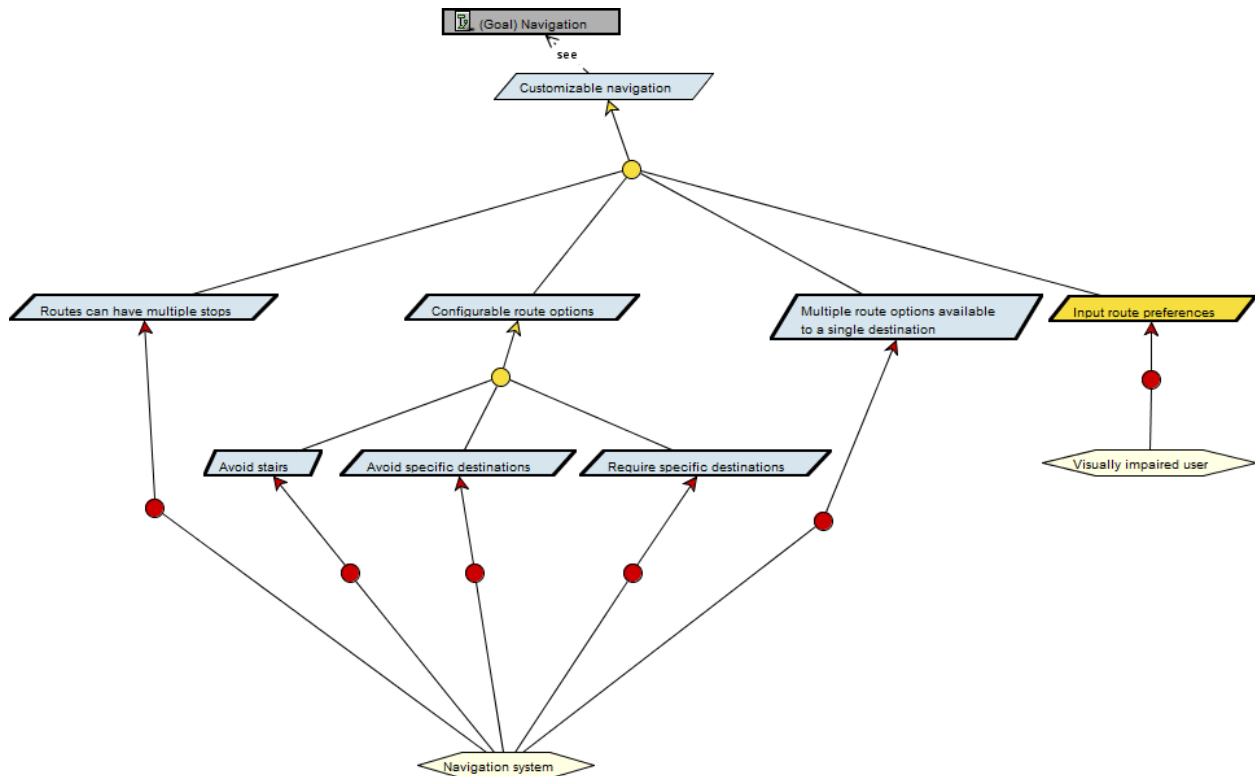 (Goal) Navigation
see
Customizable navigation
Routes can have multiple stops
Configurable route options
Multiple route options available
to a single destination
Input route preferences
Avoid stairs
Avoid specific destinations
Require specific destinations
Visually impaired user
Navigation system